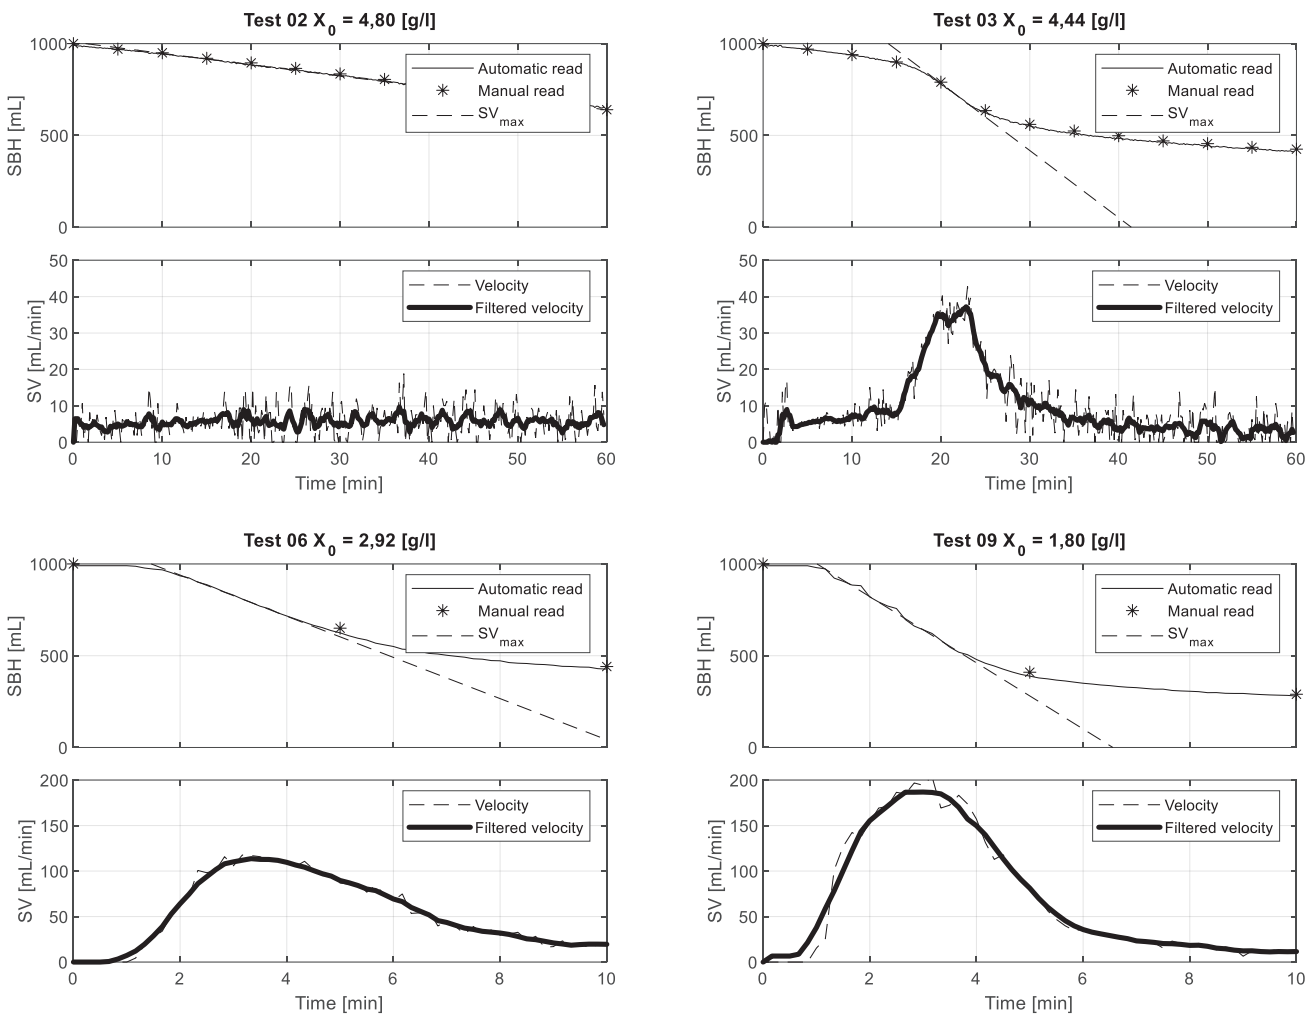 Test 02 X0 = 4,80 [g/l]
1000
500
0
SBH [mL]
Automatic read
Manual read
SVmax
50
40
30
20
10
0
SV [mL/min]
Velocity
Filtered velocity
0 10 20 30 40 50 60
Time [min]
Test 03 X0 = 4,44 [g/l]
1000
500
0
SBH [mL]
Automatic read
Manual read
SVmax
50
40
30
20
10
0
SV [mL/min]
Velocity
Filtered velocity
0 10 20 30 40 50 60
Time [min]
Test 06 X0 = 2,92 [g/l]
1000
500
0
SBH [mL]
Automatic read
Manual read
SVmax
200
150
100
50
0
SV [mL/min]
Velocity
Filtered velocity
0 2 4 6 8 10
Time [min]
Test 09 X0 = 1,80 [g/l]
1000
500
0
SBH [mL]
Automatic read
Manual read
SVmax
200
150
100
50
0
SV [mL/min]
Velocity
Filtered velocity
0 2 4 6 8 10
Time [min]